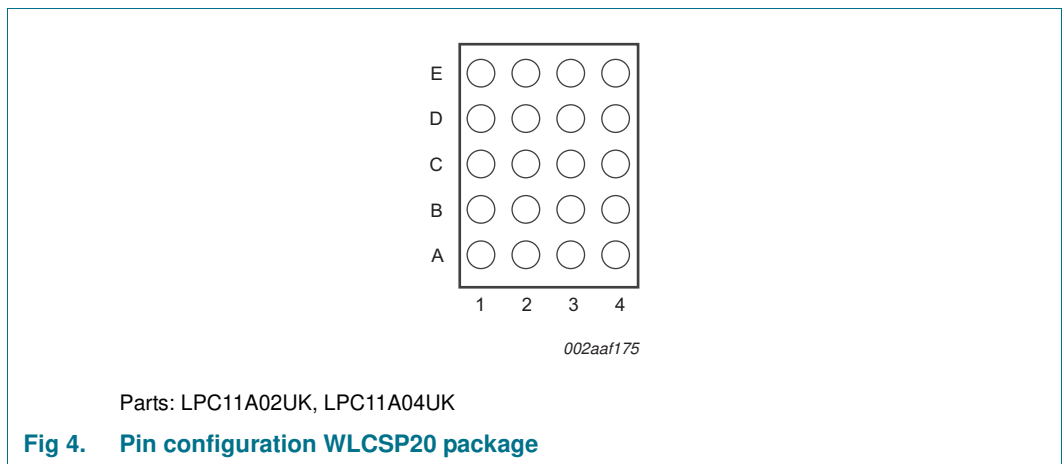 E
D
C
B
A
1 2 3 4
002aaf175
Parts: LPC11A02UK, LPC11A04UK
Fig 4. Pin configuration WLCSP20 package